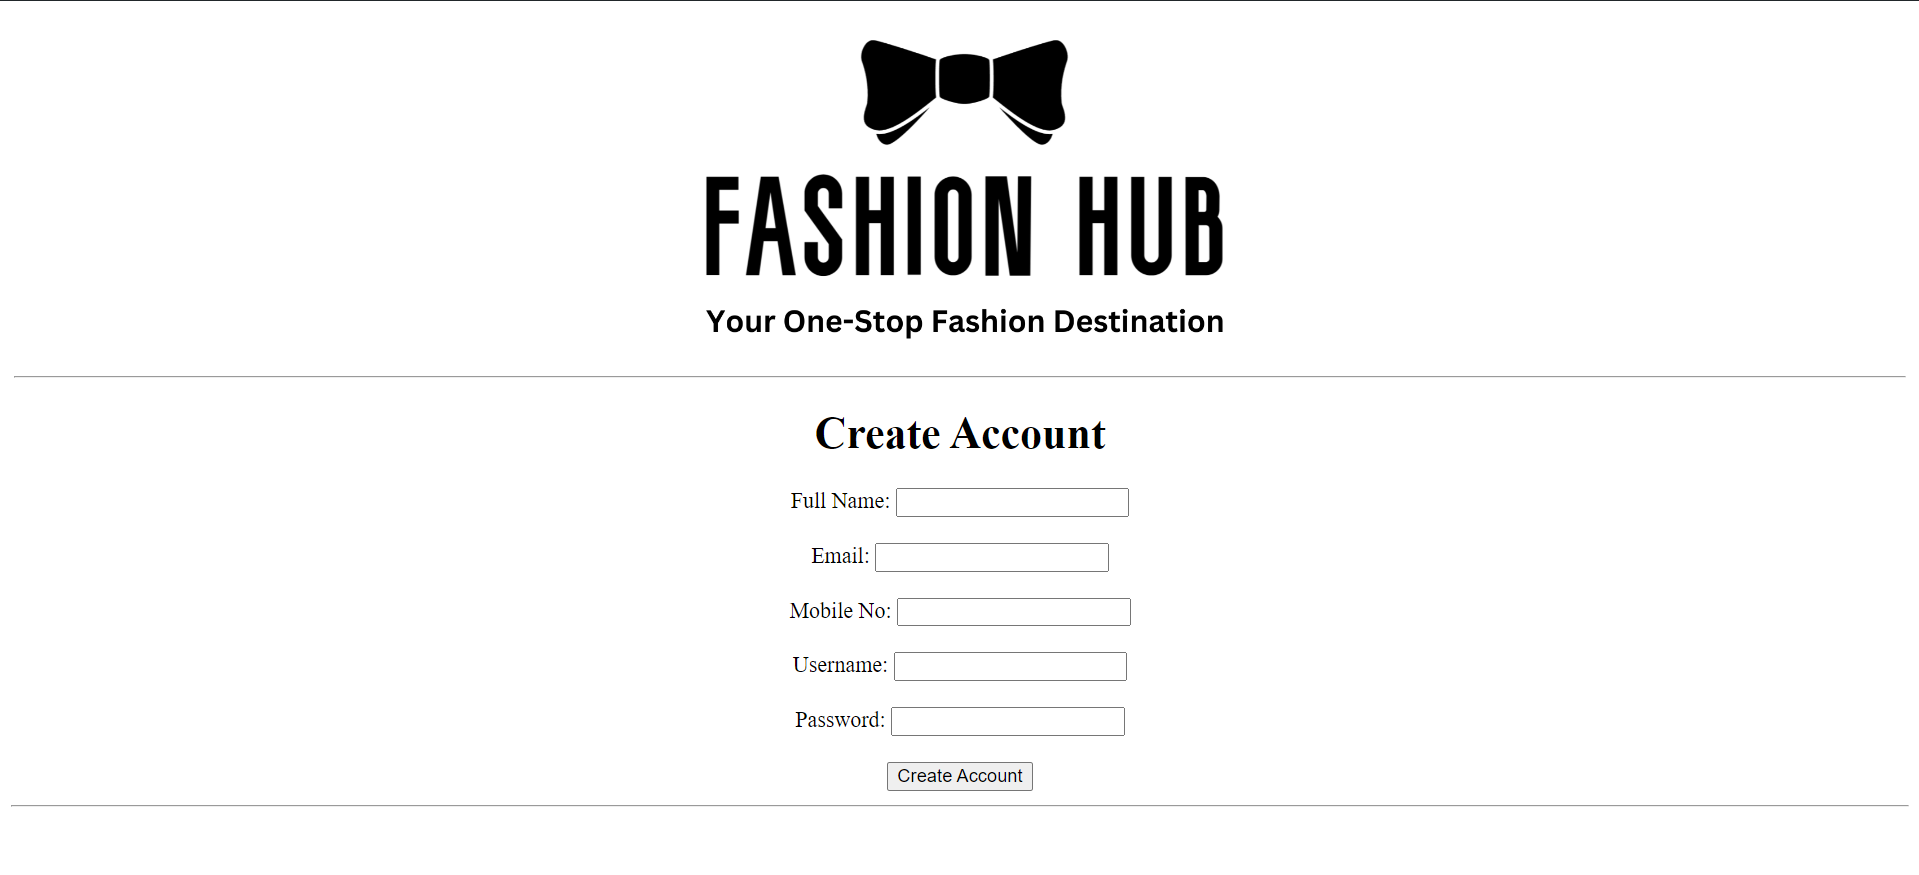 FASHION HUB
Your One-Stop Fashion Destination
Create Account
Full Name:
Email:
Mobile No:
Username:
Password:
Create Account